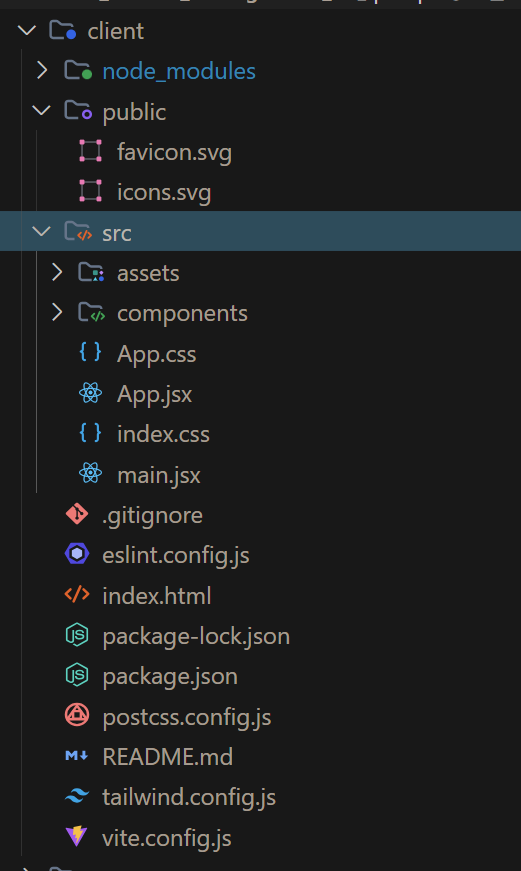 client
node_modules
public
favicon.svg
icons.svg
src
assets
components
App.css
App.jsx
index.css
main.jsx
.gitignore
eslint.config.js
index.html
package-lock.json
package.json
postcss.config.js
README.md
tailwind.config.js
vite.config.js